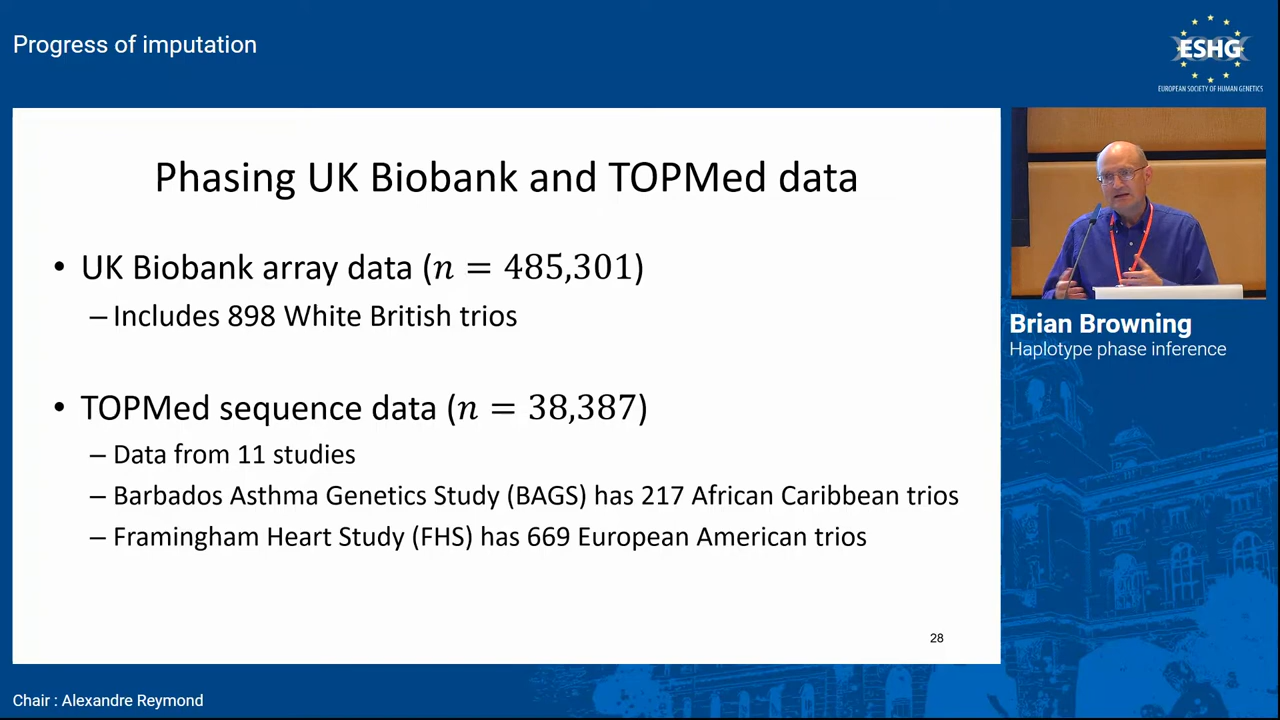 Progress of imputation
ESHG
EUROPEAN SOCIETY OF HUMAN GENETICS
Phasing UK Biobank and TOPMed data
• UK Biobank array data (n = 485,301)
– Includes 898 White British trios
• TOPMed sequence data (n = 38,387)
– Data from 11 studies
– Barbados Asthma Genetics Study (BAGS) has 217 African Caribbean trios
– Framingham Heart Study (FHS) has 669 European American trios
28
Brian Browning
Haplotype phase inference
Chair : Alexandre Reymond